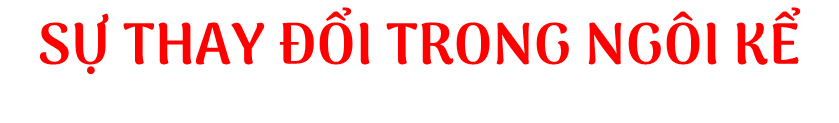 SỰ THAY ĐỔI TRONG NGÔI KỂ